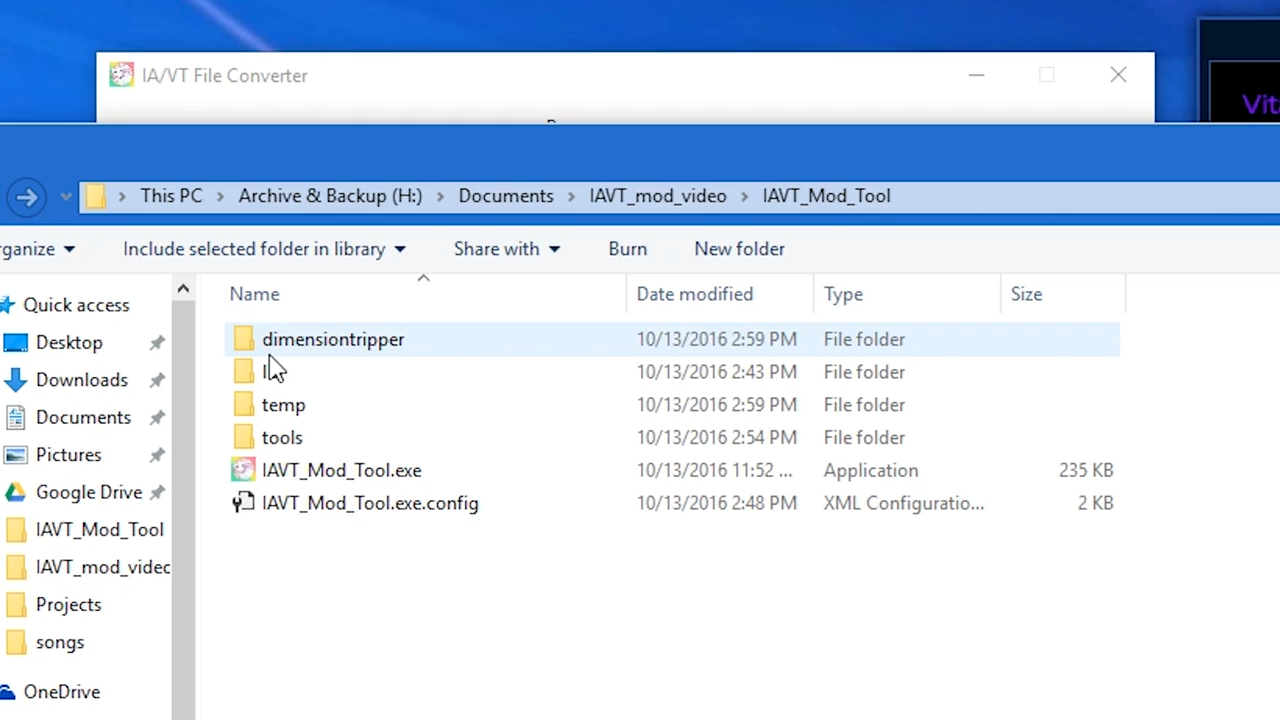 IA/VT File Converter
Vita
This PC > Archive & Backup (H:) > Documents > IAVT_mod_video > IAVT_Mod_Tool
rganize Include selected folder in library Share with Burn New folder
Name Date modified Type Size
Quick access
Desktop
Downloads
Documents
Pictures
Google Drive
IAVT_Mod_Tool
IAVT_mod_video
Projects
songs
OneDrive
dimensiontripper 10/13/2016 2:59 PM File folder
10/13/2016 2:43 PM File folder
temp 10/13/2016 2:59 PM File folder
tools 10/13/2016 2:54 PM File folder
IAVT_Mod_Tool.exe 10/13/2016 11:52 ... Application 235 KB
IAVT_Mod_Tool.exe.config 10/13/2016 2:48 PM XML Configuratio... 2 KB